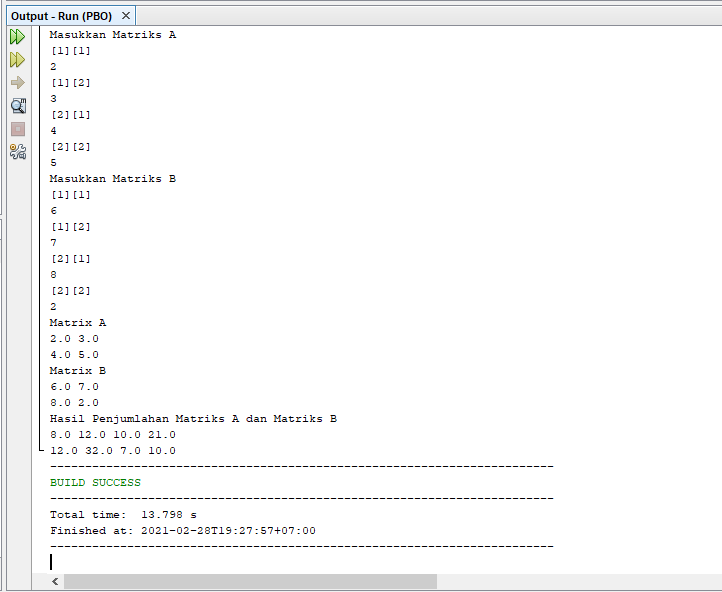 Output - Run (PBO) ×
Masukkan Matriks A
[1][1]
2
[1][2]
3
[2][1]
4
[2][2]
5
Masukkan Matriks B
[1][1]
6
[1][2]
7
[2][1]
8
[2][2]
2
Matrix A
2.0 3.0
4.0 5.0
Matrix B
6.0 7.0
8.0 2.0
Hasil Penjumlahan Matriks A dan Matriks B
8.0 12.0 10.0 21.0
12.0 32.0 7.0 10.0
------------------------------------------------------------------------
BUILD SUCCESS
------------------------------------------------------------------------
Total time:  13.798 s
Finished at: 2021-02-28T19:27:57+07:00
------------------------------------------------------------------------